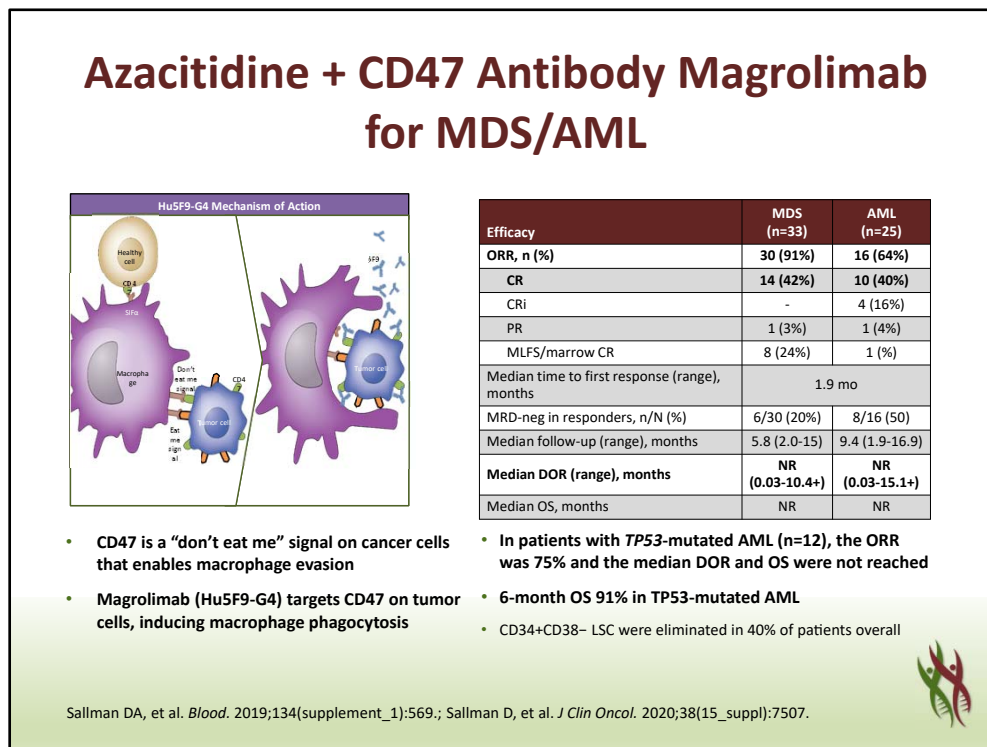 Azacitidine + CD47 Antibody Magrolimab
for MDS/AML
Hu5F9-G4 Mechanism of Action
Healthy
cell
CD 4
SIFα
Macropha
ge
Don't
eat me
signal
CD4
Tumor cell
Eat
me
sign
al
5F9
Tumor cell
Efficacy
MDS
(n=33)
AML
(n=25)
ORR, n (%) 30 (91%) 16 (64%)
CR 14 (42%) 10 (40%)
CRi - 4 (16%)
PR 1 (3%) 1 (4%)
MLFS/marrow CR 8 (24%) 1 (%)
Median time to first response (range),
months
1.9 mo
MRD-neg in responders, n/N (%) 6/30 (20%) 8/16 (50)
Median follow-up (range), months 5.8 (2.0-15) 9.4 (1.9-16.9)
Median DOR (range), months
NR
(0.03-10.4+)
NR
(0.03-15.1+)
Median OS, months NR NR
• CD47 is a “don’t eat me” signal on cancer cells
that enables macrophage evasion
• Magrolimab (Hu5F9-G4) targets CD47 on tumor
cells, inducing macrophage phagocytosis
• In patients with TP53-mutated AML (n=12), the ORR
was 75% and the median DOR and OS were not reached
• 6-month OS 91% in TP53-mutated AML
• CD34+CD38− LSC were eliminated in 40% of patients overall
Sallman DA, et al. Blood. 2019;134(supplement_1):569.; Sallman D, et al. J Clin Oncol. 2020;38(15_suppl):7507.